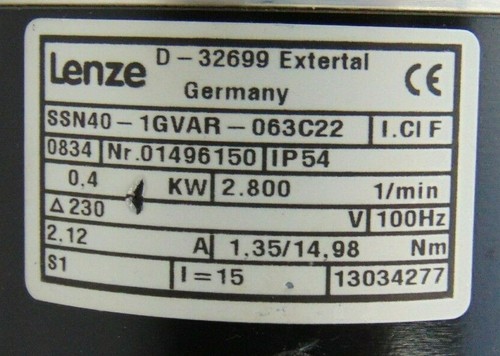 Lenze D-32699 Extertal
Germany CE
SSN40-1GVAR-063C22 I.Cl F
0834 Nr.01496150 IP54
0,4 KW 2.800 1/min
Δ230 V 100Hz
2.12 A 1,35/14,98 Nm
S1 I=15 13034277